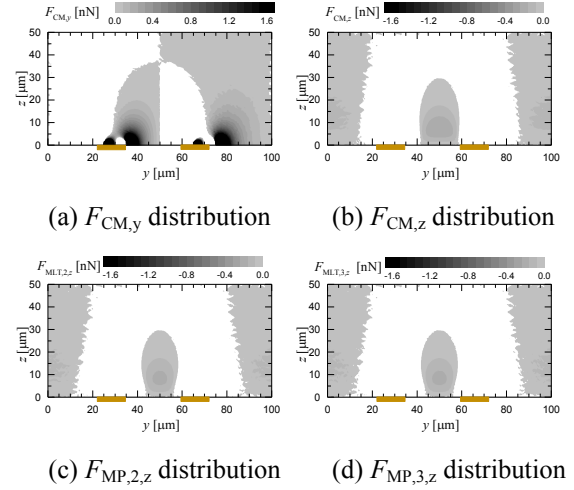 F_CM,y [nN] 0.0 0.4 0.8 1.2 1.6
F_CM,z [nN] -1.6 -1.2 -0.8 -0.4 0.0
50
40
30
20
10
0
z [µm]
0 20 40 60 80 100
y [µm]
50
40
30
20
10
0
z [µm]
0 20 40 60 80 100
y [µm]
(a) F_CM,y distribution
(b) F_CM,z distribution
F_MLT,2,z [nN] -1.6 -1.2 -0.8 -0.4 0.0
F_MLT,3,z [nN] -1.6 -1.2 -0.8 -0.4 0.0
50
40
30
20
10
0
z [µm]
0 20 40 60 80 100
y [µm]
50
40
30
20
10
0
z [µm]
0 20 40 60 80 100
y [µm]
(c) F_MP,2,z distribution
(d) F_MP,3,z distribution